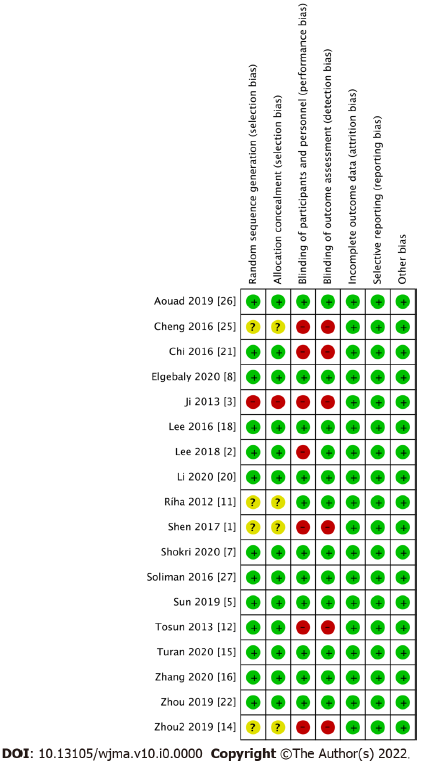 Random sequence generation (selection bias)
Allocation concealment (selection bias)
Blinding of participants and personnel (performance bias)
Blinding of outcome assessment (detection bias)
Incomplete outcome data (attrition bias)
Selective reporting (reporting bias)
Other bias
Aouad 2019 [26] + + + + + + +
Cheng 2016 [25] ? ? - - + + +
Chi 2016 [21] + + - - + + +
Elgebaly 2020 [8] + + + + + + +
Ji 2013 [3] - - - - + + +
Lee 2016 [18] + + + + + + +
Lee 2018 [2] + + - + + + +
Li 2020 [20] + + + + + + +
Riha 2012 [11] ? ? + + + + +
Shen 2017 [1] ? ? - - + + +
Shokri 2020 [7] + + + + + + +
Soliman 2016 [27] + + + + + + +
Sun 2019 [5] + + + + + + +
Tosun 2013 [12] + + - - + + +
Turan 2020 [15] + + + + + + +
Zhang 2020 [16] + + + + + + +
Zhou 2019 [22] + + + + + + +
Zhou2 2019 [14] ? ? - - + + +
DOI: 10.13105/wjma.v10.i0.0000 Copyright ©The Author(s) 2022.